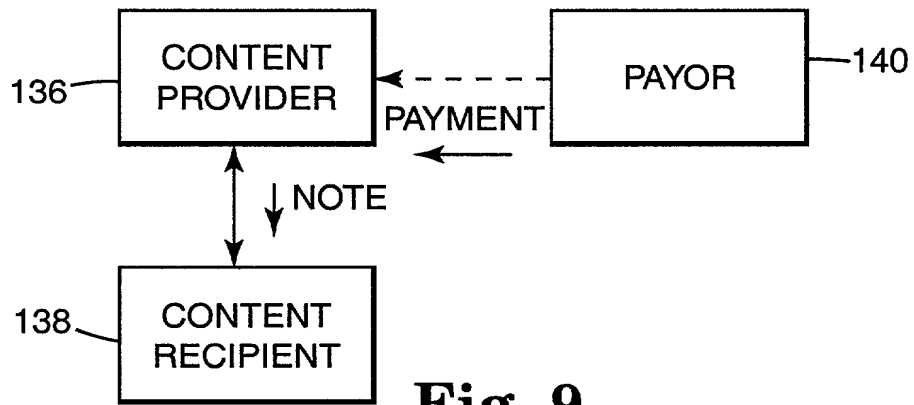 CONTENT
PROVIDER
136
PAYOR
140
PAYMENT
NOTE
CONTENT
RECIPIENT
138
Fig. 9